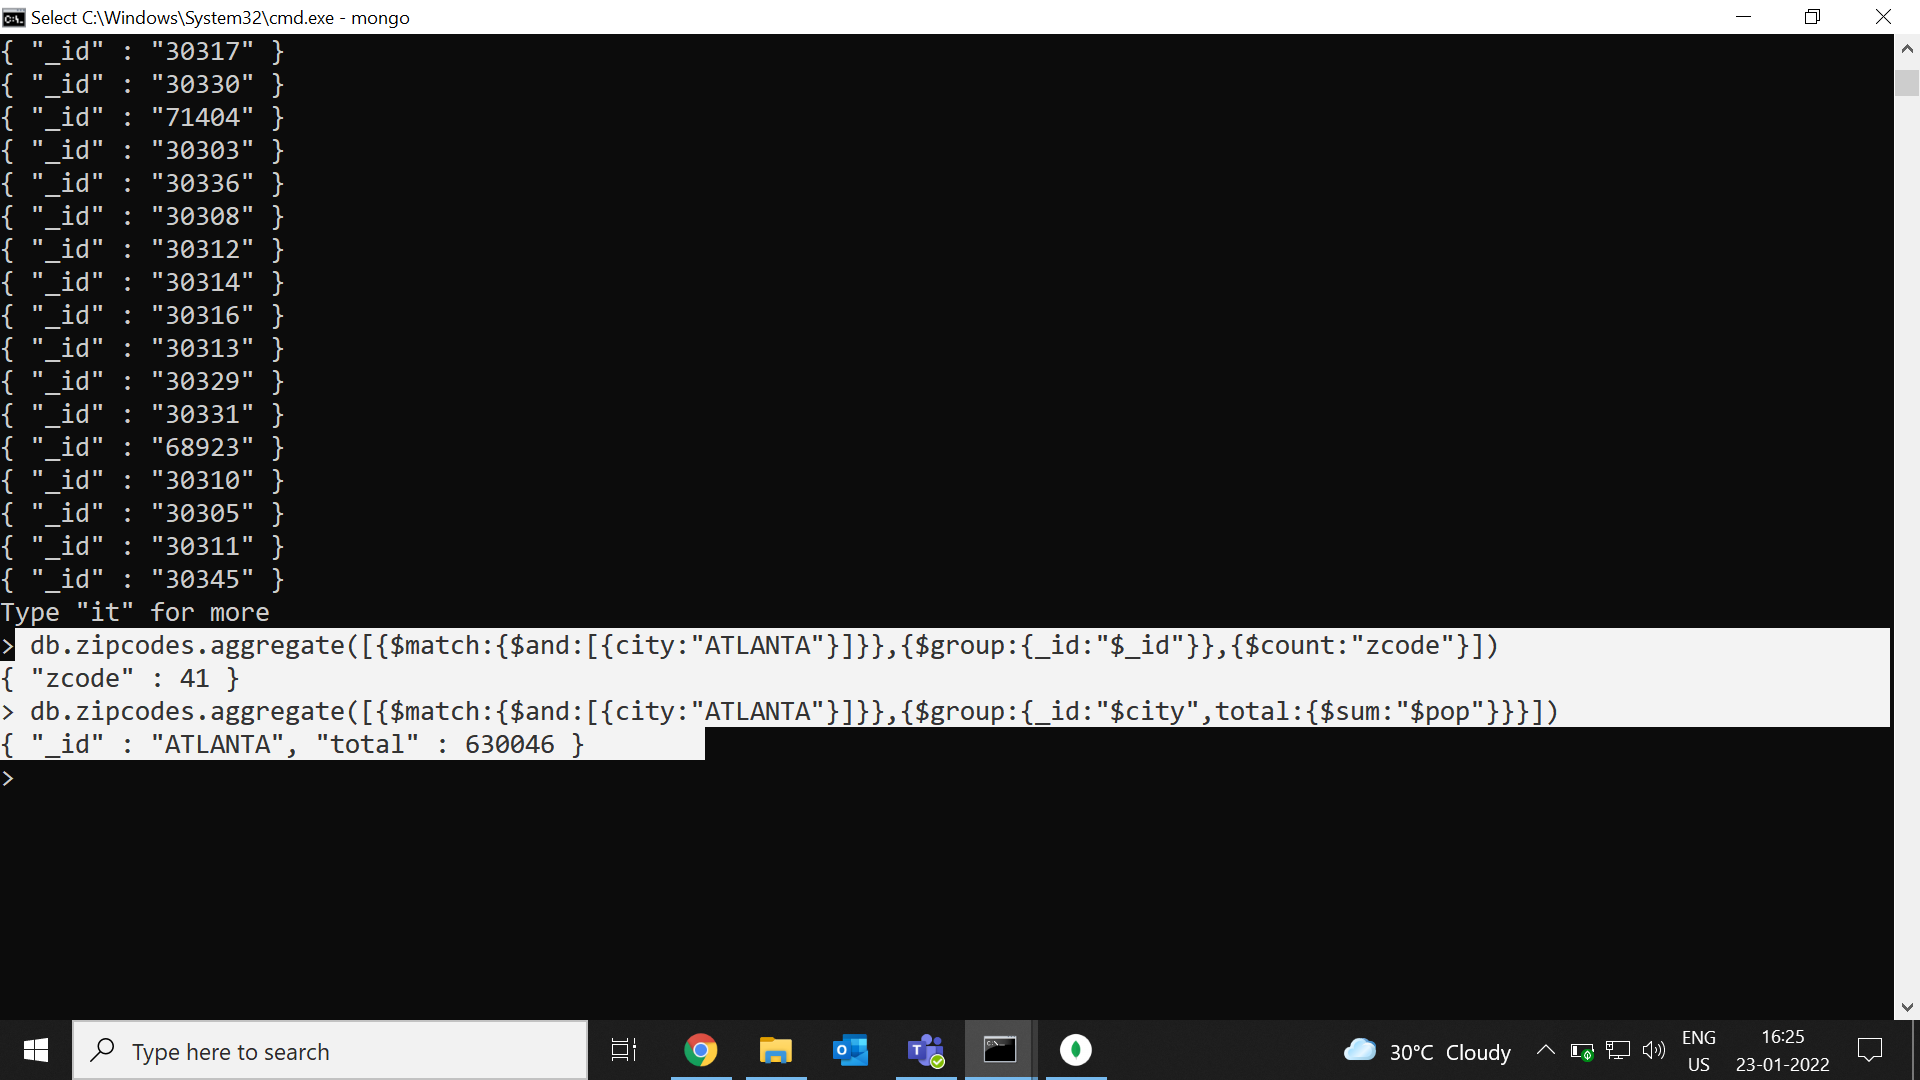 Select C:\Windows\System32\cmd.exe - mongo
{ "_id" : "30317" }
{ "_id" : "30330" }
{ "_id" : "71404" }
{ "_id" : "30303" }
{ "_id" : "30336" }
{ "_id" : "30308" }
{ "_id" : "30312" }
{ "_id" : "30314" }
{ "_id" : "30316" }
{ "_id" : "30313" }
{ "_id" : "30329" }
{ "_id" : "30331" }
{ "_id" : "68923" }
{ "_id" : "30310" }
{ "_id" : "30305" }
{ "_id" : "30311" }
{ "_id" : "30345" }
Type "it" for more
> db.zipcodes.aggregate([{$match:{$and:[{city:"ATLANTA"}]}},{$group:{_id:"$_id"}},{$count:"zcode"}])
{ "zcode" : 41 }
> db.zipcodes.aggregate([{$match:{$and:[{city:"ATLANTA"}]}},{$group:{_id:"$city",total:{$sum:"$pop"}}}])
{ "_id" : "ATLANTA", "total" : 630046 }
>
Type here to search
30°C Cloudy
ENG
US
16:25
23-01-2022